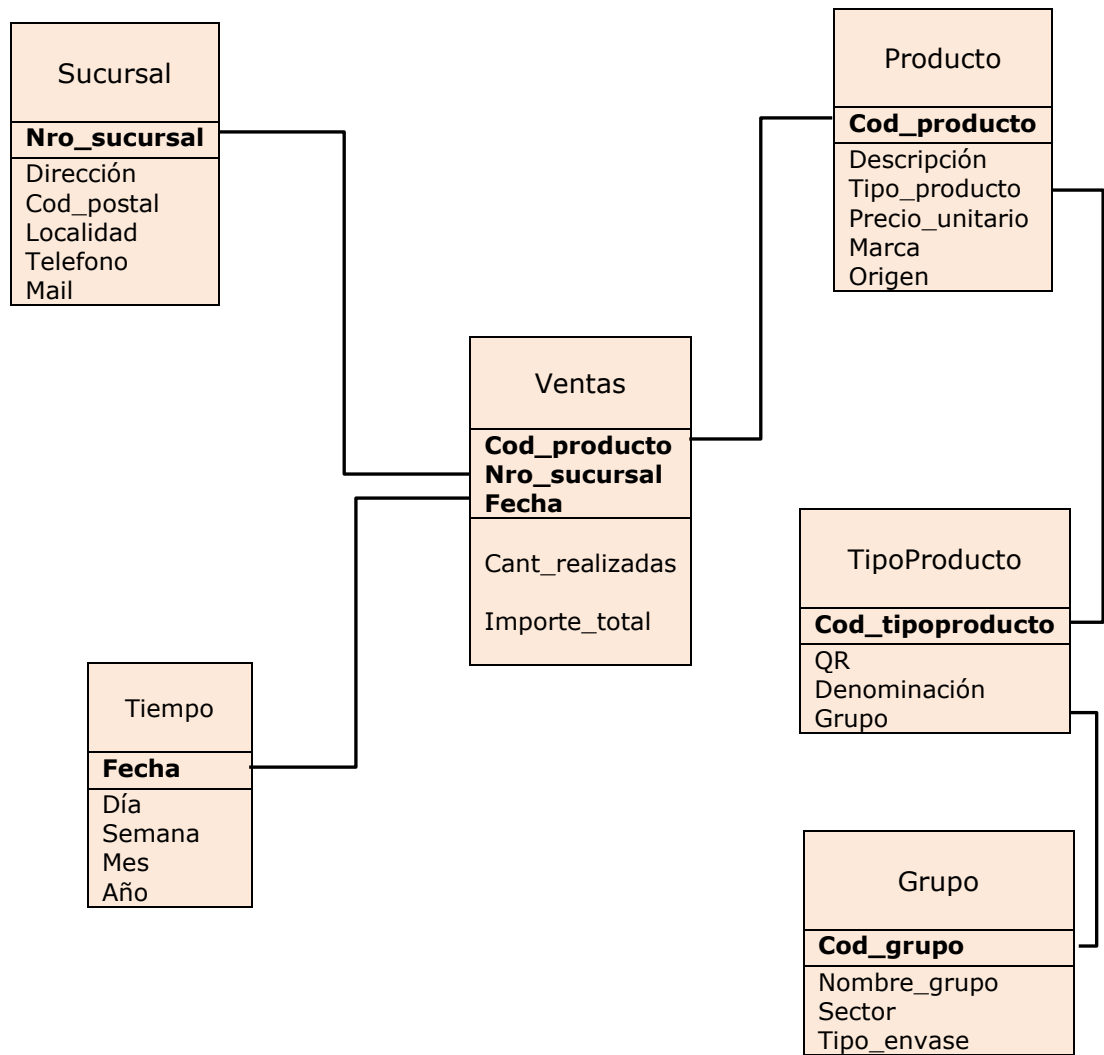 Sucursal
Nro_sucursal
Dirección
Cod_postal
Localidad
Telefono
Mail
Producto
Cod_producto
Descripción
Tipo_producto
Precio_unitario
Marca
Origen
Ventas
Cod_producto
Nro_sucursal
Fecha
Cant_realizadas
Importe_total
TipoProducto
Cod_tipoproducto
QR
Denominación
Grupo
Tiempo
Fecha
Día
Semana
Mes
Año
Grupo
Cod_grupo
Nombre_grupo
Sector
Tipo_envase